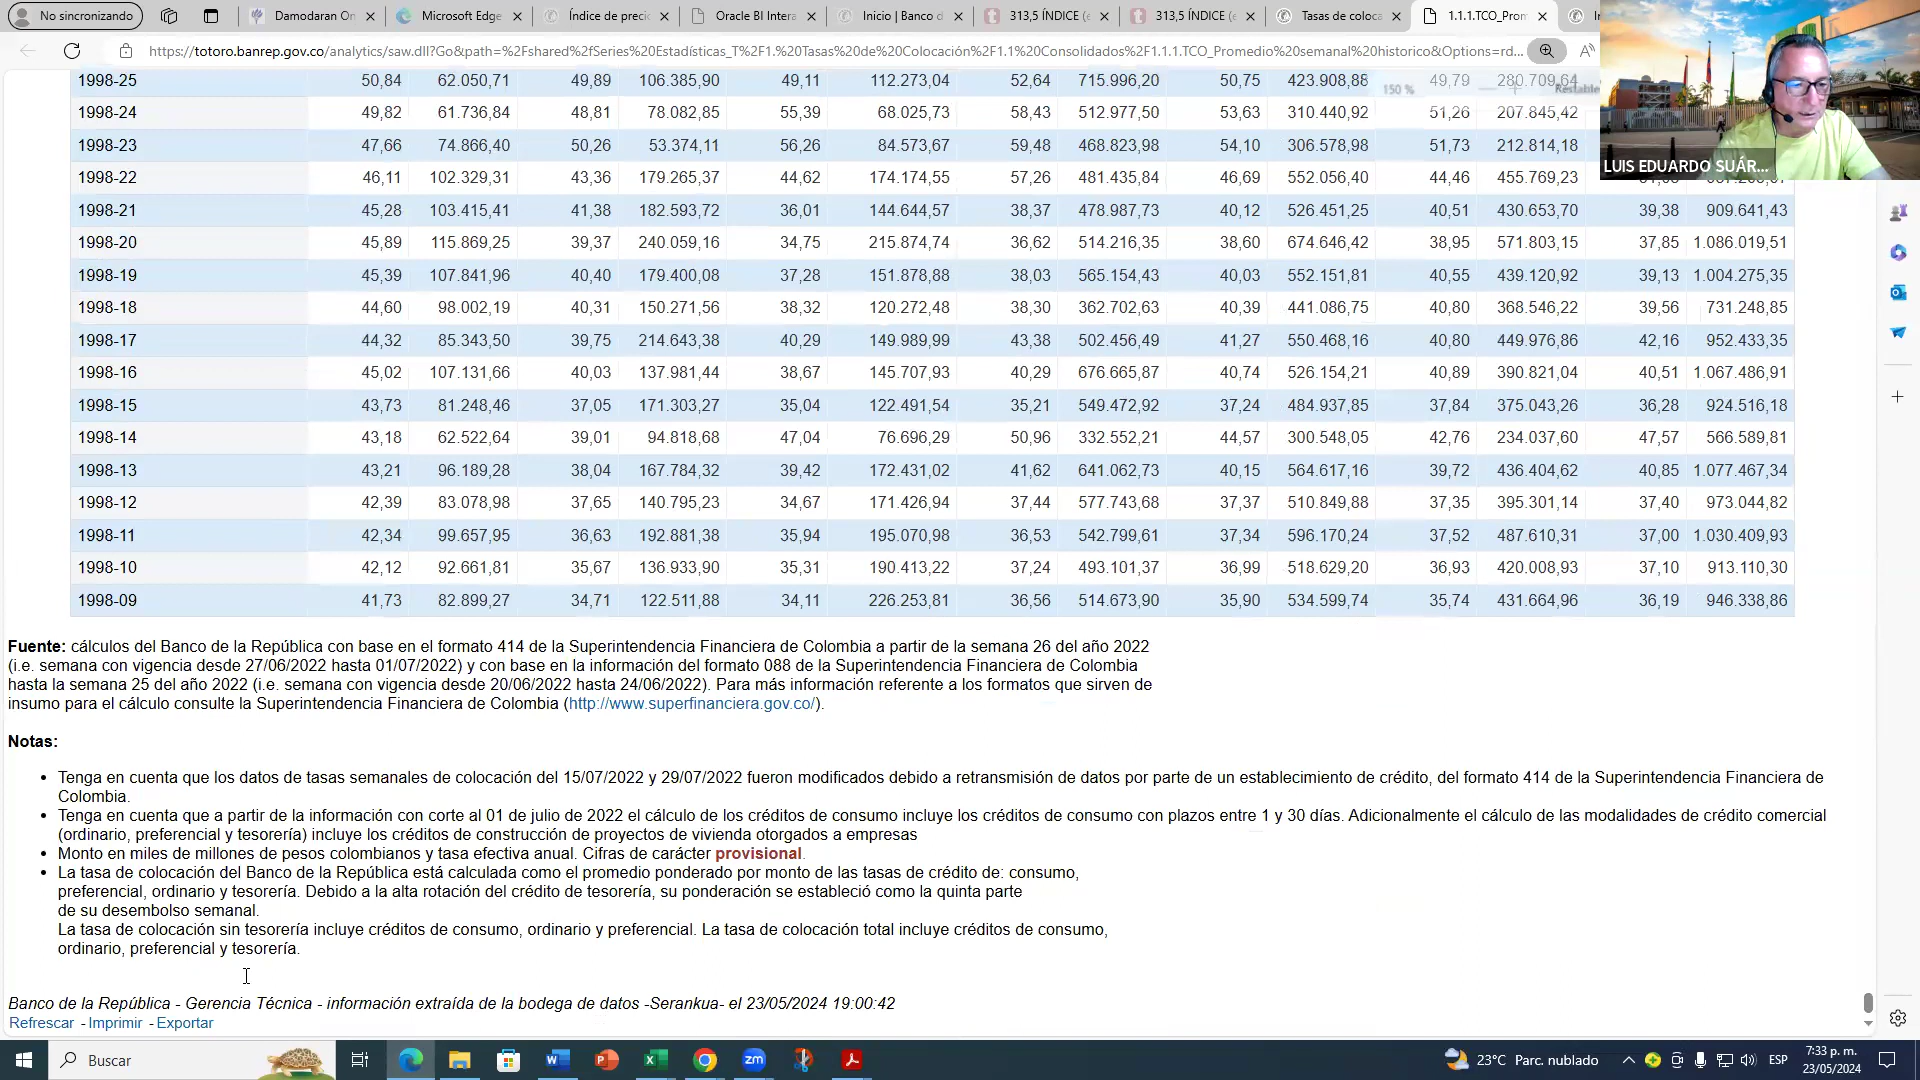 No sincronizando
Damodaran On
Microsoft Edge
Índice de preci
Oracle BI Intera
Inicio | Banco d
313,5 ÍNDICE (e
313,5 ÍNDICE (e
Tasas de coloca
1.1.1.TCO_Prom
https://totoro.banrep.gov.co/analytics/saw.dll?Go&path=%2Fshared%2fSeries%20Estadísticas_T%2F1.%20Tasas%20de%20Colocación%2F1.1%20Consolidados%2F1.1.1.TCO_Promedio%20semanal%20historico&Options=rd...
150 %
LUIS EDUARDO SUÁR...
1998-25 50,84 62.050,71 49,89 106.385,90 49,11 112.273,04 52,64 715.996,20 50,75 423.908,88 49,79 280.709,64
1998-24 49,82 61.736,84 48,81 78.082,85 55,39 68.025,73 58,43 512.977,50 53,63 310.440,92 51,26 207.845,42
1998-23 47,66 74.866,40 50,26 53.374,11 56,26 84.573,67 59,48 468.823,98 54,10 306.578,98 51,73 212.814,18
1998-22 46,11 102.329,31 43,36 179.265,37 44,62 174.174,55 57,26 481.435,84 46,69 552.056,40 44,46 455.769,23
1998-21 45,28 103.415,41 41,38 182.593,72 36,01 144.644,57 38,37 478.987,73 40,12 526.451,25 40,51 430.653,70 39,38 909.641,43
1998-20 45,89 115.869,25 39,37 240.059,16 34,75 215.874,74 36,62 514.216,35 38,60 674.646,42 38,95 571.803,15 37,85 1.086.019,51
1998-19 45,39 107.841,96 40,40 179.400,08 37,28 151.878,88 38,03 565.154,43 40,03 552.151,81 40,55 439.120,92 39,13 1.004.275,35
1998-18 44,60 98.002,19 40,31 150.271,56 38,32 120.272,48 38,30 362.702,63 40,39 441.086,75 40,80 368.546,22 39,56 731.248,85
1998-17 44,32 85.343,50 39,75 214.643,38 40,29 149.989,99 43,38 502.456,49 41,27 550.468,16 40,80 449.976,86 42,16 952.433,35
1998-16 45,02 107.131,66 40,03 137.981,44 38,67 145.707,93 40,29 676.665,87 40,74 526.154,21 40,89 390.821,04 40,51 1.067.486,91
1998-15 43,73 81.248,46 37,05 171.303,27 35,04 122.491,54 35,21 549.472,92 37,24 484.937,85 37,84 375.043,26 36,28 924.516,18
1998-14 43,18 62.522,64 39,01 94.818,68 47,04 76.696,29 50,96 332.552,21 44,57 300.548,05 42,76 234.037,60 47,57 566.589,81
1998-13 43,21 96.189,28 38,04 167.784,32 39,42 172.431,02 41,62 641.062,73 40,15 564.617,16 39,72 436.404,62 40,85 1.077.467,34
1998-12 42,39 83.078,98 37,65 140.795,23 34,67 171.426,94 37,44 577.743,68 37,37 510.849,88 37,35 395.301,14 37,40 973.044,82
1998-11 42,34 99.657,95 36,63 192.881,38 35,94 195.070,98 36,53 542.799,61 37,34 596.170,24 37,52 487.610,31 37,00 1.030.409,93
1998-10 42,12 92.661,81 35,67 136.933,90 35,31 190.413,22 37,24 493.101,37 36,99 518.629,20 36,93 420.008,93 37,10 913.110,30
1998-09 41,73 82.899,27 34,71 122.511,88 34,11 226.253,81 36,56 514.673,90 35,90 534.599,74 35,74 431.664,96 36,19 946.338,86
Fuente: cálculos del Banco de la República con base en el formato 414 de la Superintendencia Financiera de Colombia a partir de la semana 26 del año 2022
(i.e. semana con vigencia desde 27/06/2022 hasta 01/07/2022) y con base en la información del formato 088 de la Superintendencia Financiera de Colombia
hasta la semana 25 del año 2022 (i.e. semana con vigencia desde 20/06/2022 hasta 24/06/2022). Para más información referente a los formatos que sirven de
insumo para el cálculo consulte la Superintendencia Financiera de Colombia (http://www.superfinanciera.gov.co/).
Notas:
• Tenga en cuenta que los datos de tasas semanales de colocación del 15/07/2022 y 29/07/2022 fueron modificados debido a retransmisión de datos por parte de un establecimiento de crédito, del formato 414 de la Superintendencia Financiera de
Colombia.
• Tenga en cuenta que a partir de la información con corte al 01 de julio de 2022 el cálculo de los créditos de consumo incluye los créditos de consumo con plazos entre 1 y 30 días. Adicionalmente el cálculo de las modalidades de crédito comercial
(ordinario, preferencial y tesorería) incluye los créditos de construcción de proyectos de vivienda otorgados a empresas
• Monto en miles de millones de pesos colombianos y tasa efectiva anual. Cifras de carácter provisional.
• La tasa de colocación del Banco de la República está calculada como el promedio ponderado por monto de las tasas de crédito de: consumo,
preferencial, ordinario y tesorería. Debido a la alta rotación del crédito de tesorería, su ponderación se estableció como la quinta parte
de su desembolso semanal.
La tasa de colocación sin tesorería incluye créditos de consumo, ordinario y preferencial. La tasa de colocación total incluye créditos de consumo,
ordinario, preferencial y tesorería.
Banco de la República - Gerencia Técnica - información extraída de la bodega de datos -Serankua- el 23/05/2024 19:00:42
Refrescar - Imprimir - Exportar
Buscar
23°C Parc. nublado
ESP
7:33 p. m.
23/05/2024